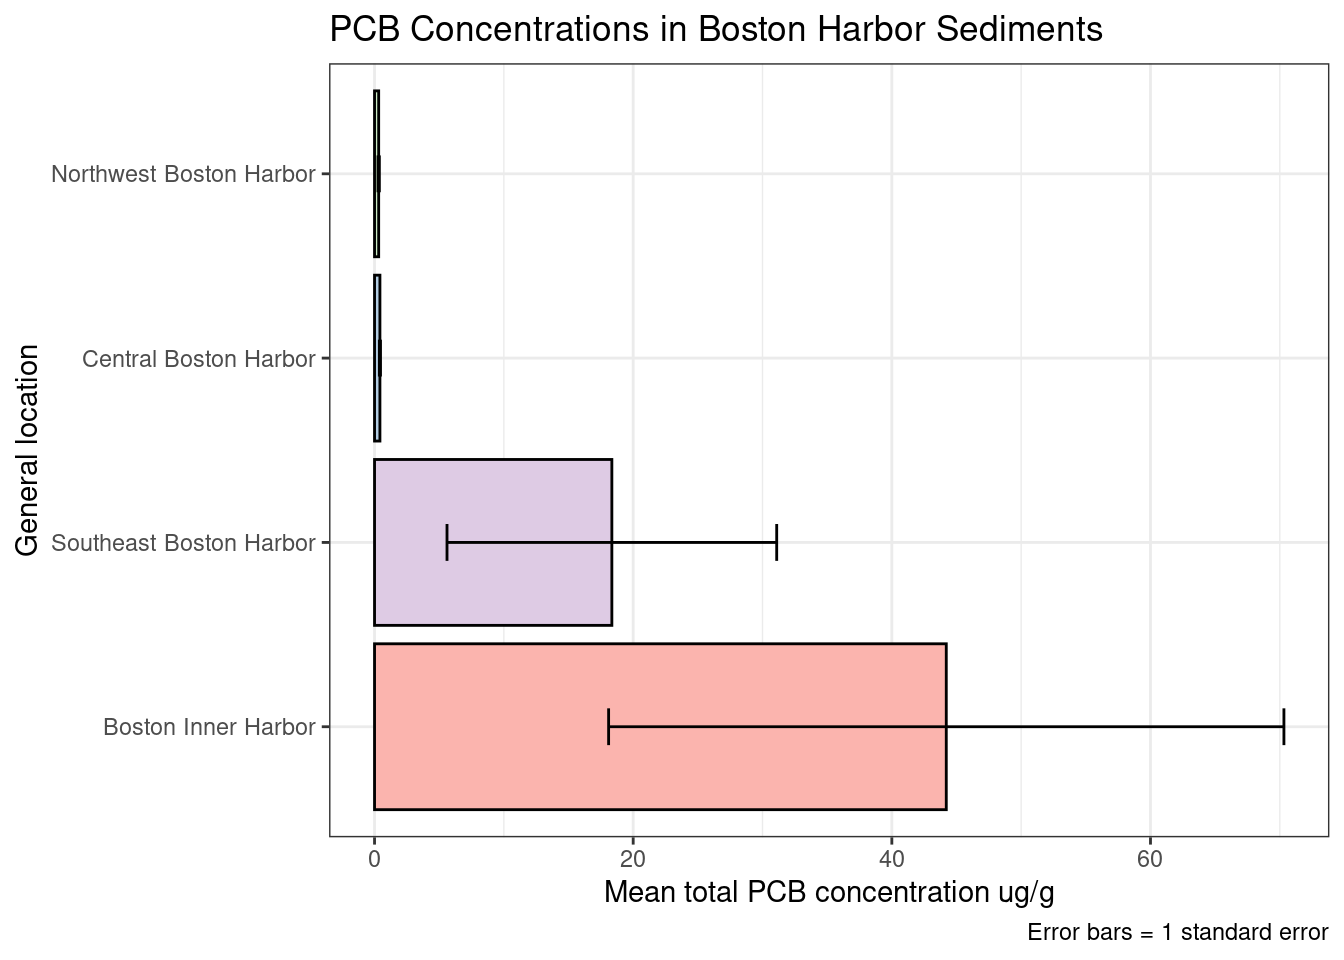 PCB Concentrations in Boston Harbor Sediments
General location
Northwest Boston Harbor
Central Boston Harbor
Southeast Boston Harbor
Boston Inner Harbor
0 20 40 60
Mean total PCB concentration ug/g
Error bars = 1 standard error